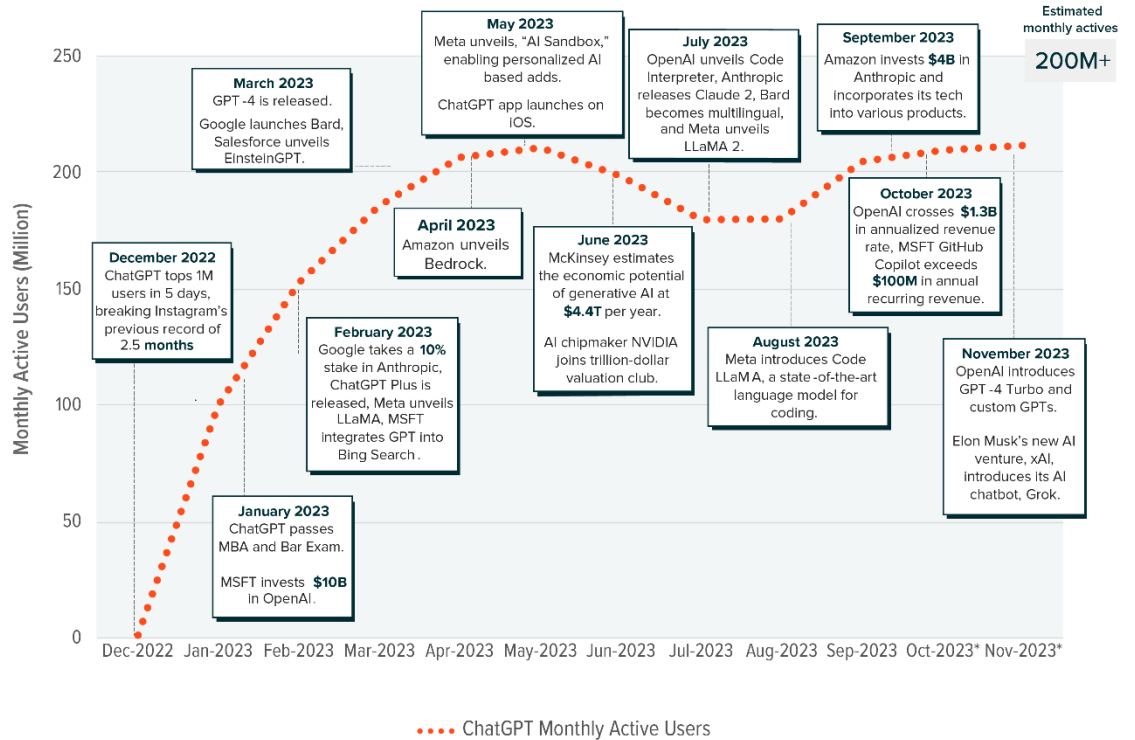 Estimated
monthly actives
200M+
Monthly Active Users (Million)
250
200
150
100
50
0
December 2022
ChatGPT tops 1M
users in 5 days,
breaking Instagram's
previous record of
2.5 months
January 2023
ChatGPT passes
MBA and Bar Exam.
MSFT invests $10B
in OpenAI.
February 2023
Google takes a 10%
stake in Anthropic,
ChatGPT Plus is
released, Meta unveils
LLaMA, MSFT
integrates GPT into
Bing Search.
March 2023
GPT-4 is released.
Google launches Bard,
Salesforce unveils
EinsteinGPT.
April 2023
Amazon unveils
Bedrock.
May 2023
Meta unveils, “AI Sandbox,”
enabling personalized AI
based adds.
ChatGPT app launches on
iOS.
June 2023
McKinsey estimates
the economic potential
of generative AI at
$4.4T per year.
AI chipmaker NVIDIA
joins trillion-dollar
valuation club.
July 2023
OpenAI unveils Code
Interpreter, Anthropic
releases Claude 2, Bard
becomes multilingual,
and Meta unveils
LLaMA 2.
August 2023
Meta introduces Code
LLaMA, a state-of-the-art
language model for
coding.
September 2023
Amazon invests $4B in
Anthropic and
incorporates its tech
into various products.
October 2023
OpenAI crosses $1.3B
in annualized revenue
rate, MSFT GitHub
Copilot exceeds
$100M in annual
recurring revenue.
November 2023
OpenAI introduces
GPT-4 Turbo and
custom GPTs.
Elon Musk's new AI
venture, xAI,
introduces its AI
chatbot, Grok.
Dec-2022 Jan-2023 Feb-2023 Mar-2023 Apr-2023 May-2023 Jun-2023 Jul-2023 Aug-2023 Sep-2023 Oct-2023* Nov-2023*
ChatGPT Monthly Active Users